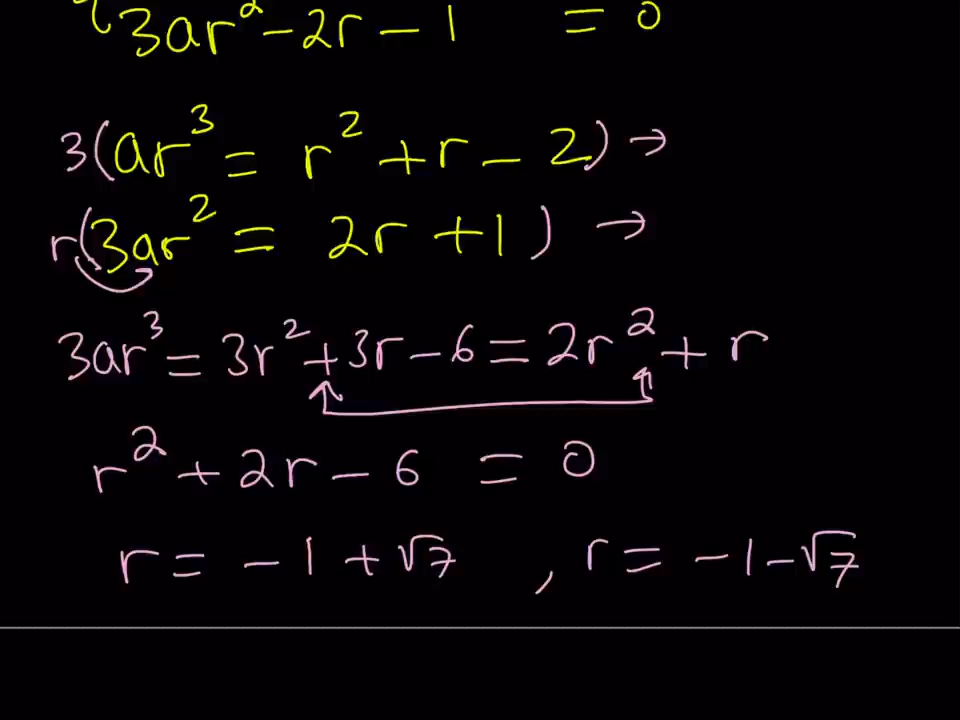 3ar² - 2r - 1 = 0
3(ar³ = r² + r - 2) →
r(3ar² = 2r + 1) →
3ar³ = 3r² + 3r - 6 = 2r² + r
r² + 2r - 6 = 0
r = -1 + √7 , r = -1 - √7